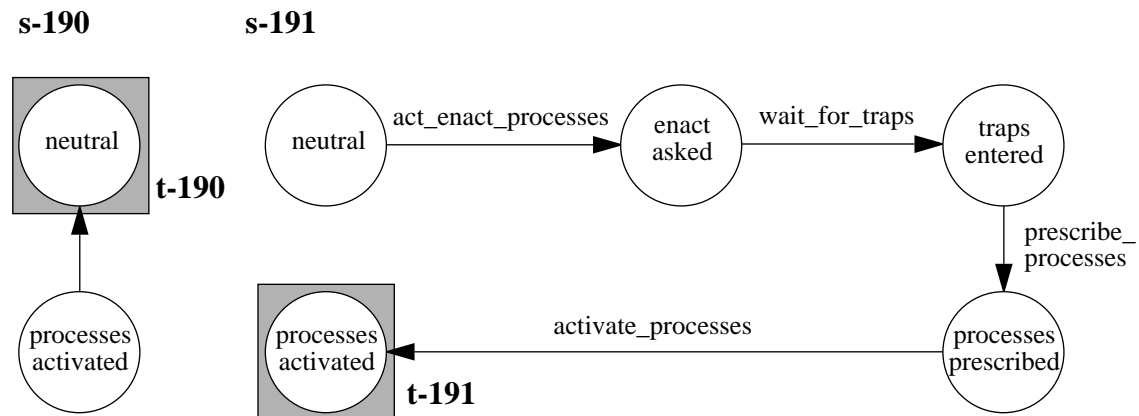 s-190
s-191
neutral
t-190
processes
activated
neutral
act_enact_processes
enact
asked
wait_for_traps
traps
entered
prescribe_
processes
processes
prescribed
activate_processes
processes
activated
t-191